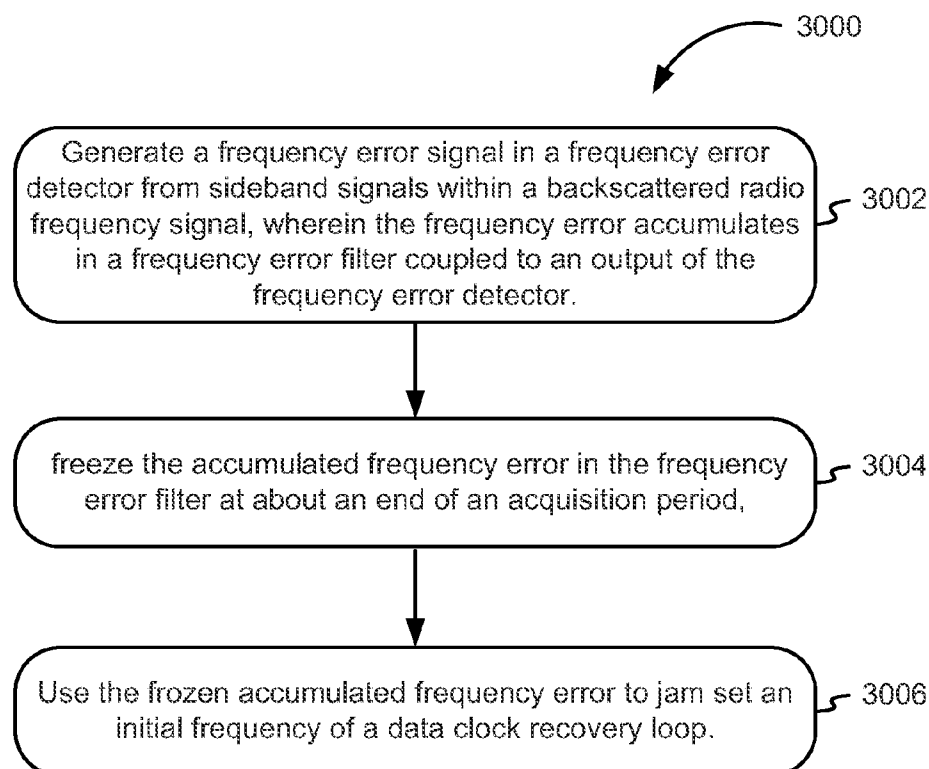 3000
Generate a frequency error signal in a frequency error
detector from sideband signals within a backscattered radio
frequency signal, wherein the frequency error accumulates
in a frequency error filter coupled to an output of the
frequency error detector.
3002
freeze the accumulated frequency error in the frequency
error filter at about an end of an acquisition period,
3004
Use the frozen accumulated frequency error to jam set an
initial frequency of a data clock recovery loop.
3006